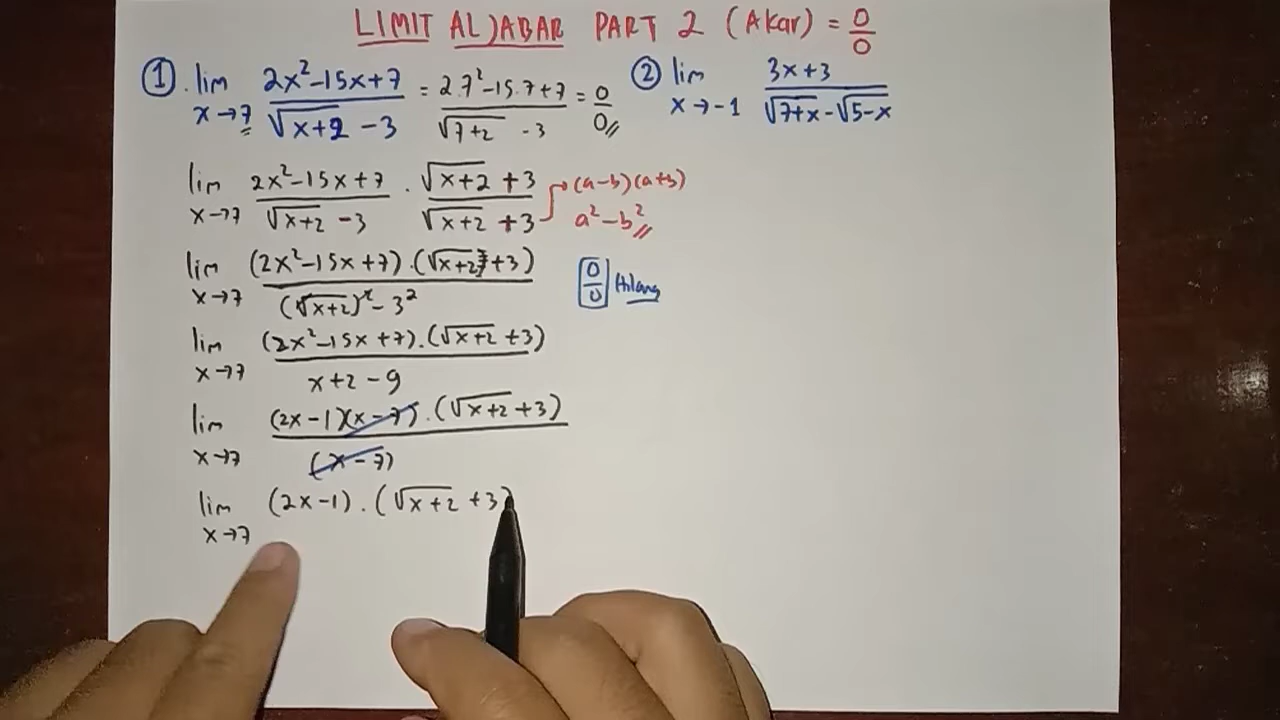 LIMIT ALJABAR PART 2 (Akar) = 0/0
① . lim x→7 (2x²-15x+7)/(√(x+2) - 3) = (2.7²-15.7+7)/(√(7+2) - 3) = 0/0 //
② lim x→-1 (3x+3)/(√(7+x) - √(5-x))
lim x→7 (2x²-15x+7)/(√(x+2) - 3) . (√(x+2) + 3)/(√(x+2) + 3) → (a-b)(a+b)
a² - b² //
lim x→7 ((2x²-15x+7).(√(x+2) + 3))/((√(x+2))² - 3²)
0/0 Hilang
lim x→7 ((2x²-15x+7).(√(x+2) + 3))/(x+2-9)
lim x→7 ((2x-1)(x-7).(√(x+2) + 3))/(x-7)
lim x→7 (2x-1).(√(x+2) + 3)